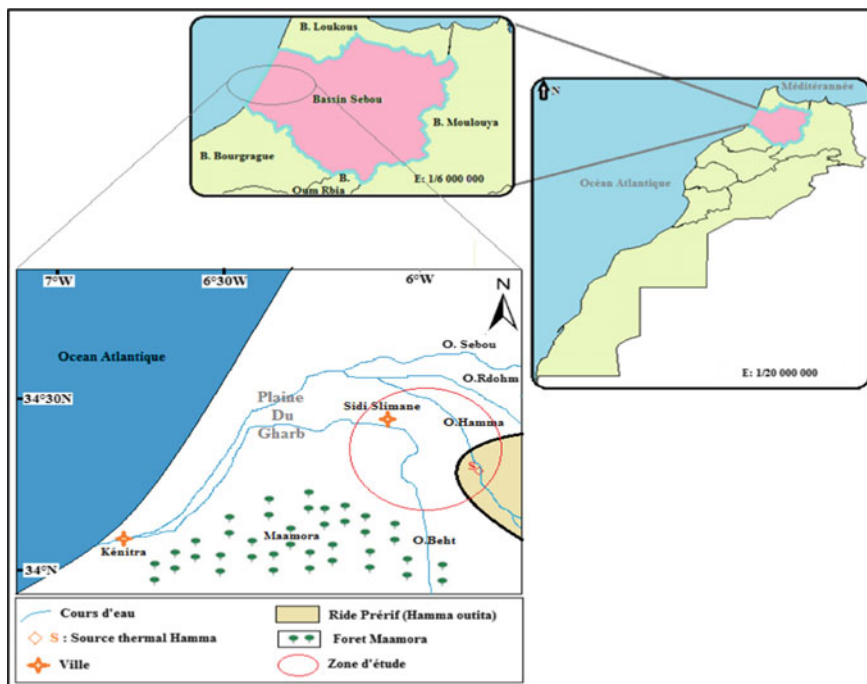 B. Loukous
Bassin Sebou
B. Moulouya
B. Bourgrague
B.
Oum Rbia
E: 1/6 000 000
N
Méditérannée
Océan Atlantique
E: 1/20 000 000
7°W
6°30W
6°W
N
Ocean Atlantique
O. Sebou
O.Rdohm
34°30N
Plaine
Du
Gharb
Sidi Slimane
O.Hamma
S
Maamora
O.Beht
Kénitra
34°N
Cours d'eau
Ride Prérif (Hamma outita)
S : Source thermal Hamma
Foret Maamora
Ville
Zone d'étude